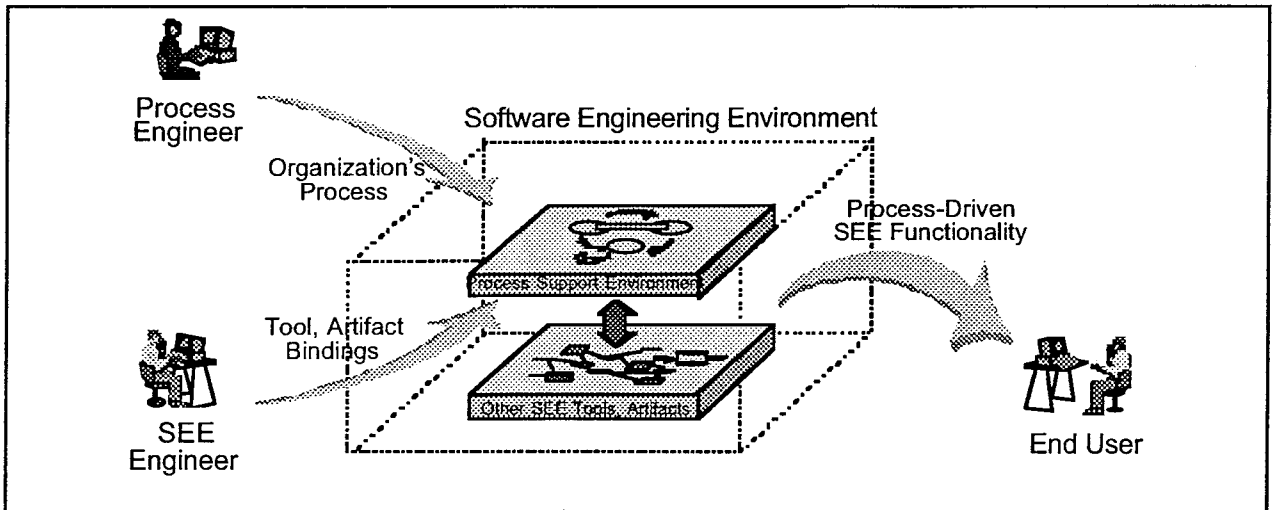 Process
Engineer
Software Engineering Environment
Organization's
Process
Process-Driven
SEE Functionality
Process Support Environment
Tool, Artifact
Bindings
Other SEE Tools, Artifacts
SEE
Engineer
End User